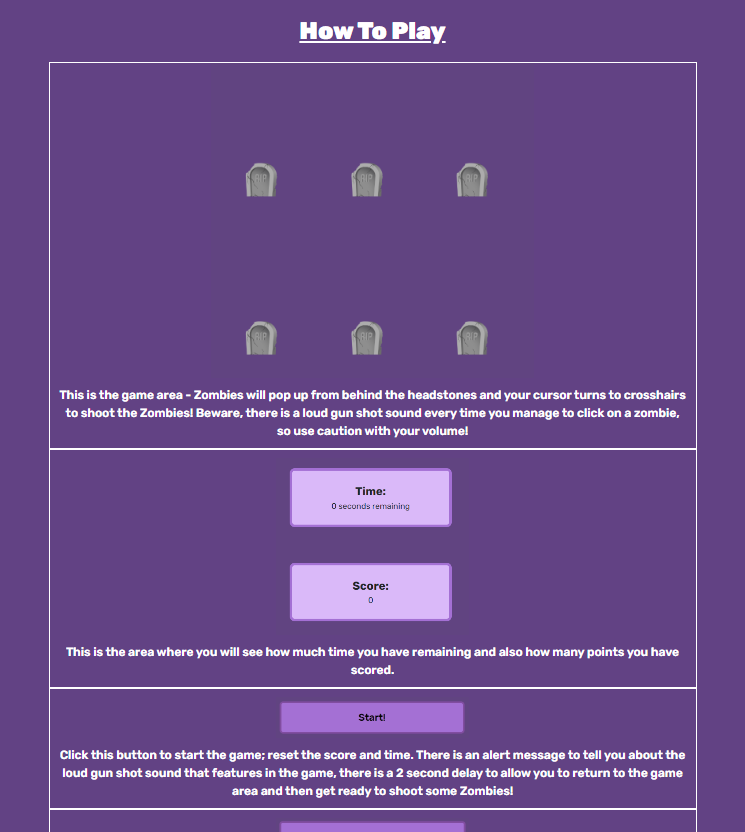 How To Play
RIP RIP RIP
RIP RIP RIP
This is the game area - Zombies will pop up from behind the headstones and your cursor turns to crosshairs
to shoot the Zombies! Beware, there is a loud gun shot sound every time you manage to click on a zombie,
so use caution with your volume!
Time:
0 seconds remaining
Score:
0
This is the area where you will see how much time you have remaining and also how many points you have
scored.
Start!
Click this button to start the game; reset the score and time. There is an alert message to tell you about the
loud gun shot sound that features in the game, there is a 2 second delay to allow you to return to the game
area and then get ready to shoot some Zombies!